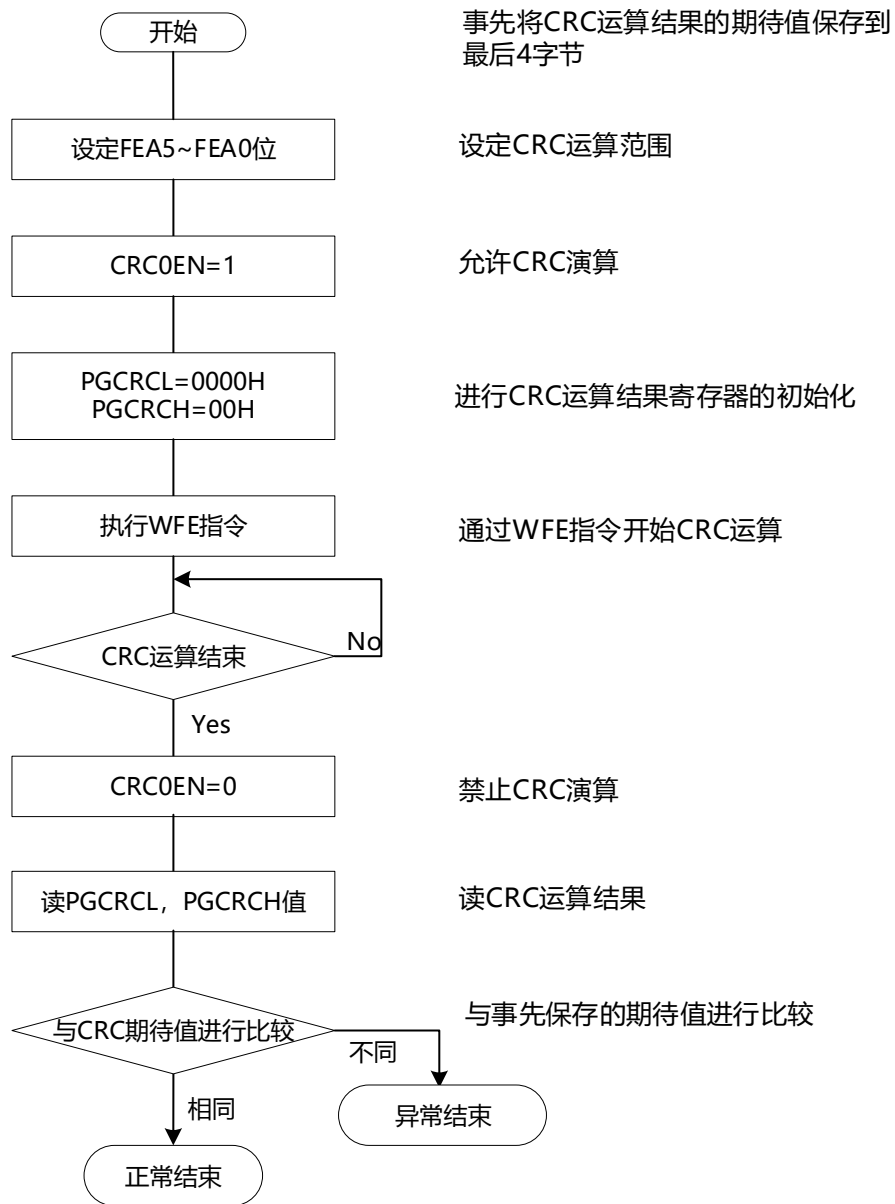 开始
事先将CRC运算结果的期待值保存到
最后4字节
设定FEA5~FEA0位
设定CRC运算范围
CRC0EN=1
允许CRC演算
PGCRCL=0000H
PGCRCH=00H
进行CRC运算结果寄存器的初始化
执行WFE指令
通过WFE指令开始CRC运算
CRC运算结束
No
Yes
CRC0EN=0
禁止CRC演算
读PGCRCL，PGCRCH值
读CRC运算结果
与CRC期待值进行比较
与事先保存的期待值进行比较
不同
相同
异常结束
正常结束